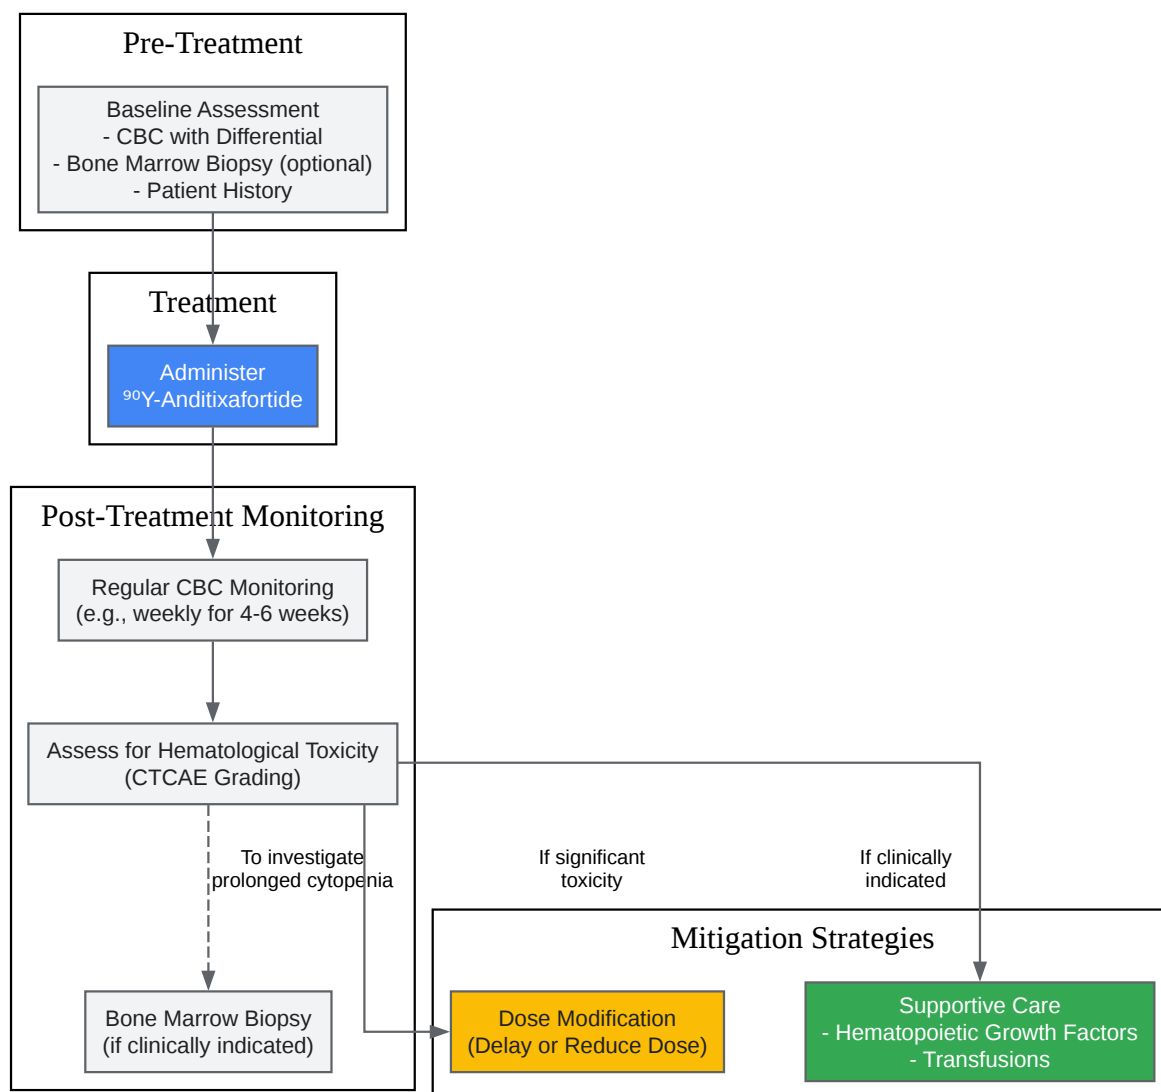 Pre-Treatment
Baseline Assessment
- CBC with Differential
- Bone Marrow Biopsy (optional)
- Patient History
Treatment
Administer
⁹⁰Y-Anditixafortide
Post-Treatment Monitoring
Regular CBC Monitoring
(e.g., weekly for 4-6 weeks)
Assess for Hematological Toxicity
(CTCAE Grading)
To investigate
prolonged cytopenia
If significant
toxicity
If clinically
indicated
Bone Marrow Biopsy
(if clinically indicated)
Mitigation Strategies
Dose Modification
(Delay or Reduce Dose)
Supportive Care
- Hematopoietic Growth Factors
- Transfusions